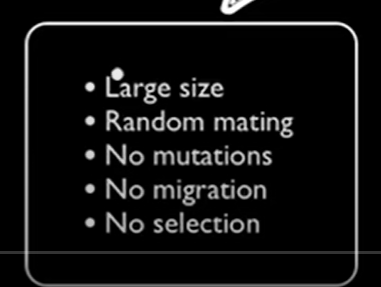 • Large size
• Random mating
• No mutations
• No migration
• No selection